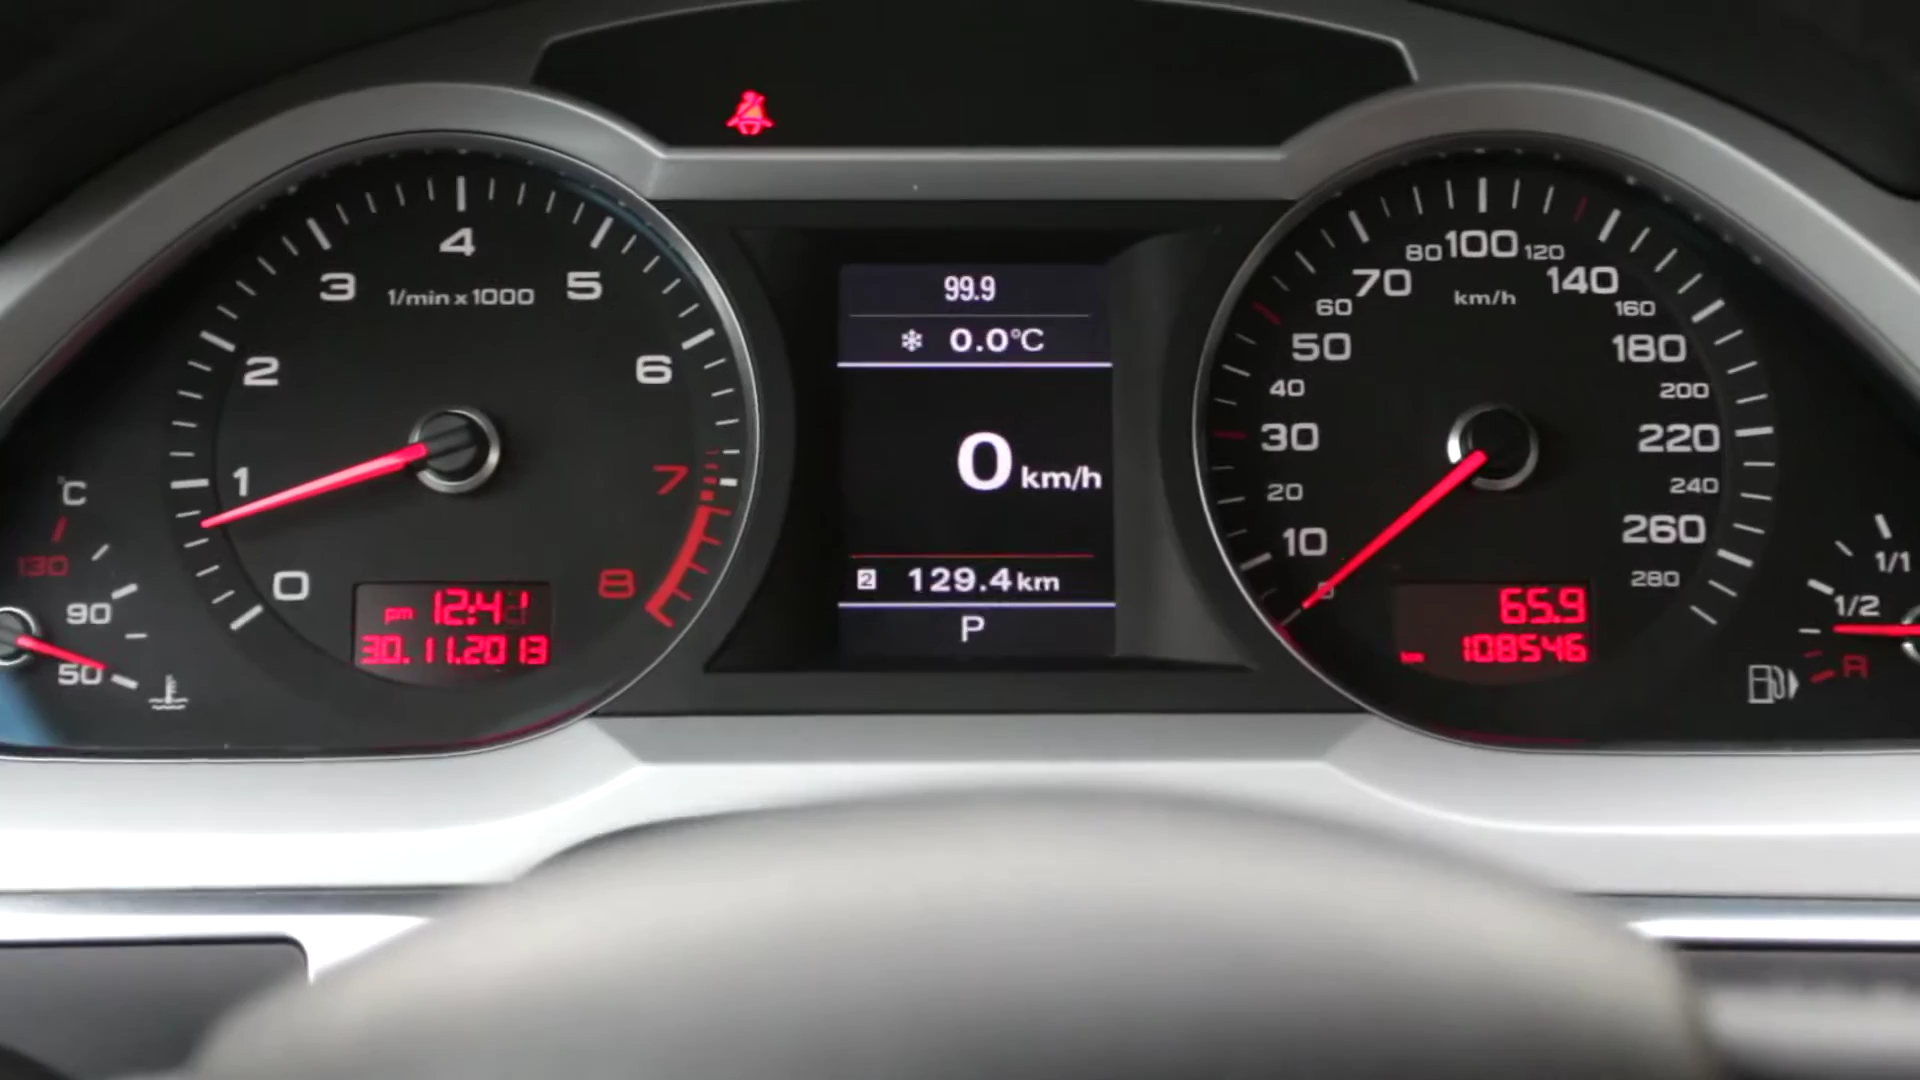 4
3
5
1/min x 1000
2
6
1
7
0
8
°C
130
90
50
pm 12:4
30.11.2013
99.9
0.0°C
0 km/h
2 129.4 km
P
80 100 120
70 140
km/h
60 160
50 180
40 200
30 220
20 240
10 260
0 280
65.9
km 108546
1/1
1/2
R